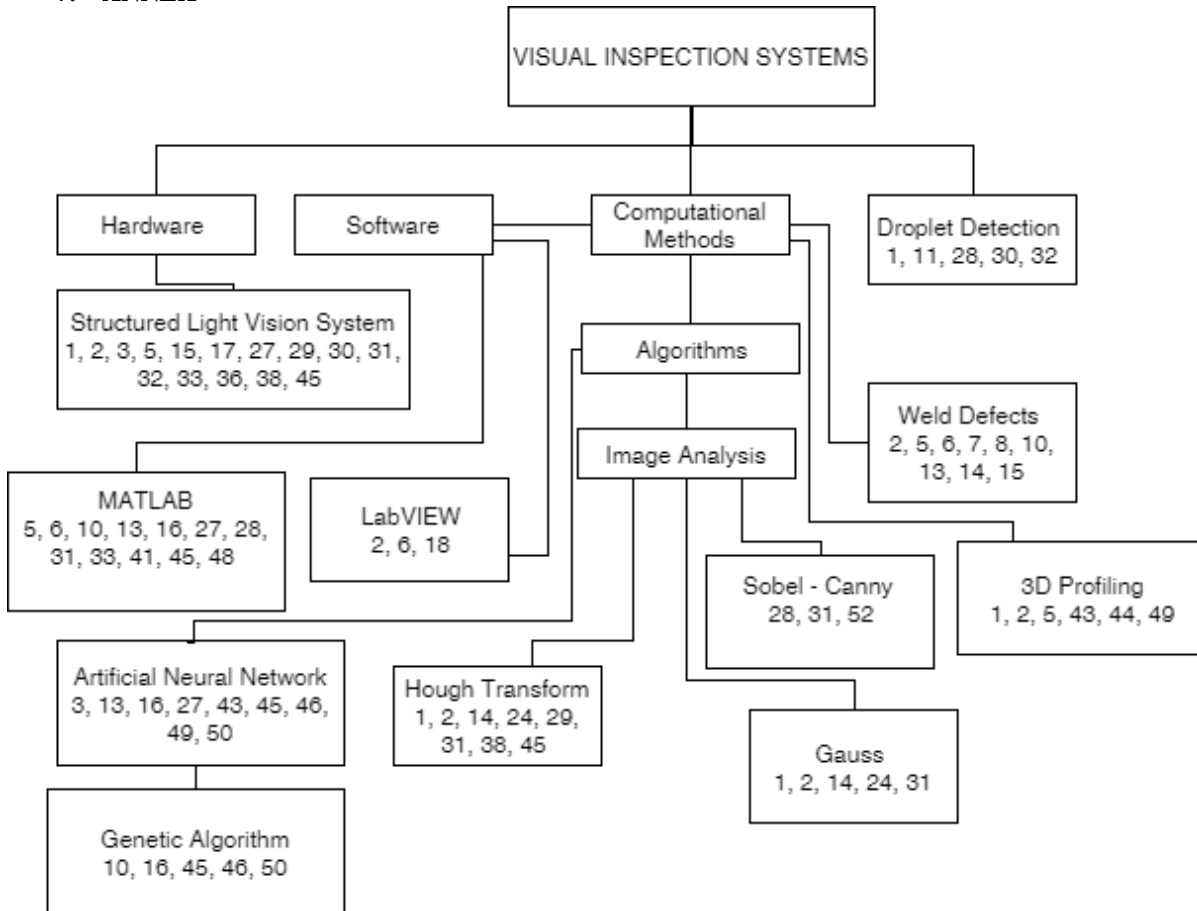 VISUAL INSPECTION SYSTEMS
Hardware
Software
Computational
Methods
Droplet Detection
1, 11, 28, 30, 32
Structured Light Vision System
1, 2, 3, 5, 15, 17, 27, 29, 30, 31,
32, 33, 36, 38, 45
Algorithms
Weld Defects
2, 5, 6, 7, 8, 10,
13, 14, 15
Image Analysis
MATLAB
5, 6, 10, 13, 16, 27, 28,
31, 33, 41, 45, 48
LabVIEW
2, 6, 18
Sobel - Canny
28, 31, 52
3D Profiling
1, 2, 5, 43, 44, 49
Artificial Neural Network
3, 13, 16, 27, 43, 45, 46,
49, 50
Hough Transform
1, 2, 14, 24, 29,
31, 38, 45
Gauss
1, 2, 14, 24, 31
Genetic Algorithm
10, 16, 45, 46, 50